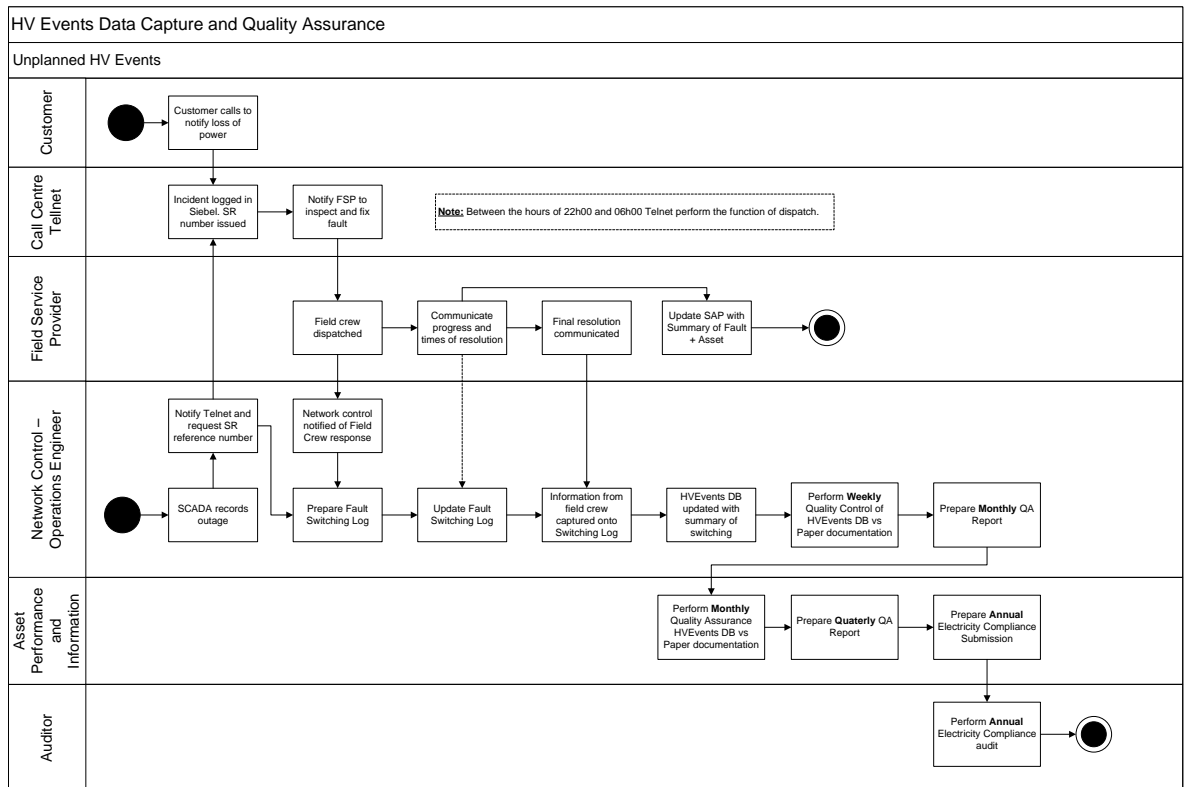 HV Events Data Capture and Quality Assurance
Unplanned HV Events
Customer
Customer calls to
notify loss of
power
Call Centre
Tellnet
Incident logged in
Siebel. SR
number issued
Notify FSP to
inspect and fix
fault
Note: Between the hours of 22h00 and 06h00 Telnet perform the function of dispatch.
Field Service
Provider
Field crew
dispatched
Communicate
progress and
times of resolution
Final resolution
communicated
Update SAP with
Summary of Fault
+ Asset
Network Control –
Operations Engineer
Notify Telnet and
request SR
reference number
Network control
notified of Field
Crew response
SCADA records
outage
Prepare Fault
Switching Log
Update Fault
Switching Log
Information from
field crew
captured onto
Switching Log
HVEvents DB
updated with
summary of
switching
Perform Weekly
Quality Control of
HVEvents DB vs
Paper documentation
Prepare Monthly QA
Report
Asset
Performance
and
Information
Perform Monthly
Quality Assurance
HVEvents DB vs
Paper documentation
Prepare Quaterly QA
Report
Prepare Annual
Electricity Compliance
Submission
Auditor
Perform Annual
Electricity Compliance
audit